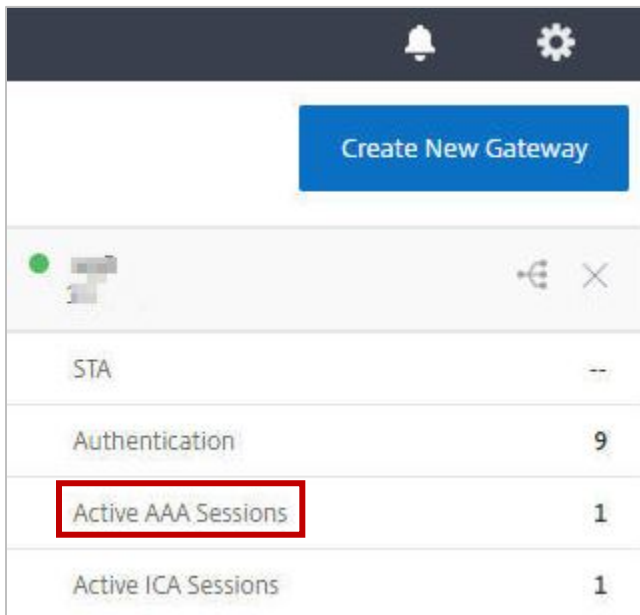 Create New Gateway
STA
--
Authentication
9
Active AAA Sessions
1
Active ICA Sessions
1